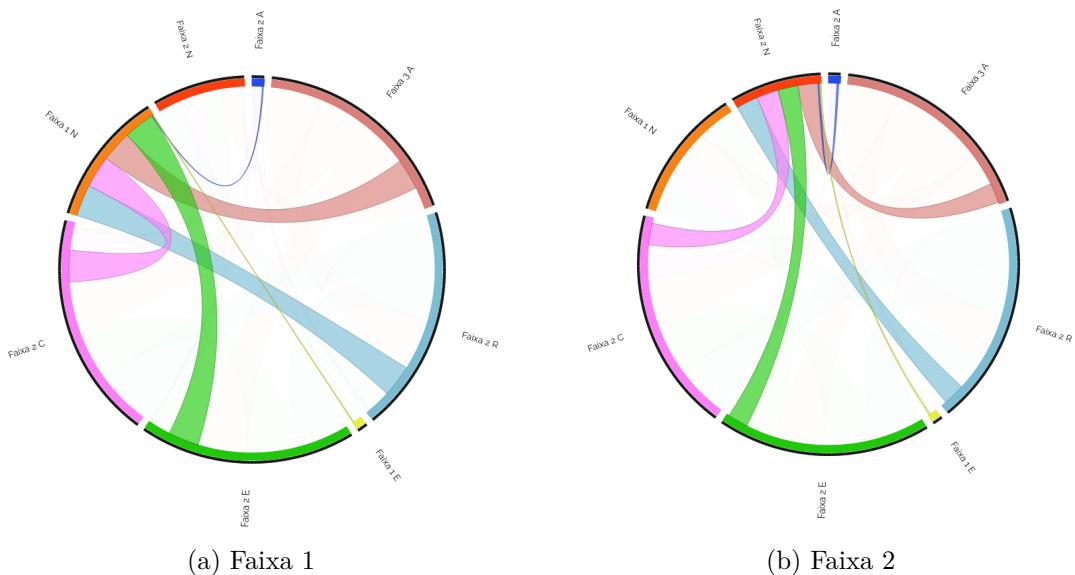 Faixa 2 N
Faixa 2 A
Faixa 3 A
Faixa 1 N
Faixa 2 R
Faixa 2 C
Faixa 1 E
Faixa 2 E
(a) Faixa 1
Faixa 2 N
Faixa 2 A
Faixa 3 A
Faixa 1 N
Faixa 2 R
Faixa 2 C
Faixa 1 E
Faixa 2 E
(b) Faixa 2